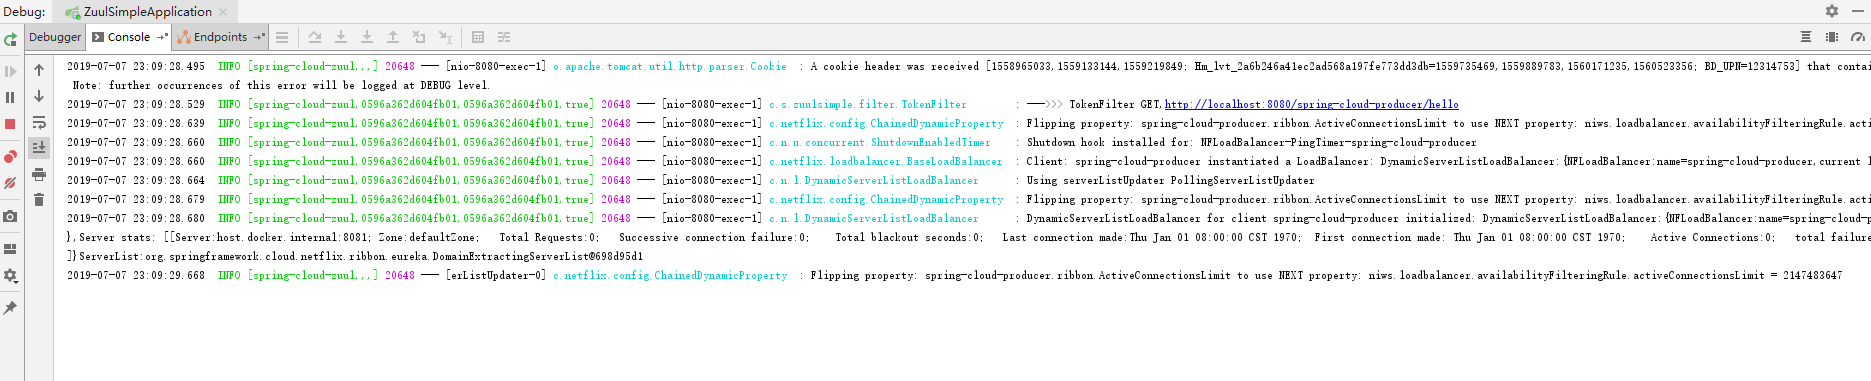 Debug: ZuulSimpleApplication
Debugger Console Endpoints
2019-07-07 23:09:28.495 INFO [spring-cloud-zuul,,,] 20648 --- [nio-8080-exec-1] o.apache.tomcat.util.http.parser.Cookie : A cookie header was received [1558965033,1559133144,1559219849; Hm_lvt_2a6b246a41ec2ad568a197fe773dd3db=1559735469,1559889783,1560171235,1560523356; BD_UPN=12314753] that contai
Note: further occurrences of this error will be logged at DEBUG level.
2019-07-07 23:09:28.529 INFO [spring-cloud-zuul,0596a362d604fb01,0596a362d604fb01,true] 20648 --- [nio-8080-exec-1] c.s.zuulsimple.filter.TokenFilter : --->>> TokenFilter GET,http://localhost:8080/spring-cloud-producer/hello
2019-07-07 23:09:28.639 INFO [spring-cloud-zuul,0596a362d604fb01,0596a362d604fb01,true] 20648 --- [nio-8080-exec-1] c.netflix.config.ChainedDynamicProperty : Flipping property: spring-cloud-producer.ribbon.ActiveConnectionsLimit to use NEXT property: niws.loadbalancer.availabilityFilteringRule.acti
2019-07-07 23:09:28.660 INFO [spring-cloud-zuul,0596a362d604fb01,0596a362d604fb01,true] 20648 --- [nio-8080-exec-1] c.n.u.concurrent.ShutdownEnabledTimer : Shutdown hook installed for: NFLoadBalancer-PingTimer-spring-cloud-producer
2019-07-07 23:09:28.660 INFO [spring-cloud-zuul,0596a362d604fb01,0596a362d604fb01,true] 20648 --- [nio-8080-exec-1] c.netflix.loadbalancer.BaseLoadBalancer : Client: spring-cloud-producer instantiated a LoadBalancer: DynamicServerListLoadBalancer:{NFLoadBalancer:name=spring-cloud-producer,current l
2019-07-07 23:09:28.664 INFO [spring-cloud-zuul,0596a362d604fb01,0596a362d604fb01,true] 20648 --- [nio-8080-exec-1] c.n.l.DynamicServerListLoadBalancer : Using serverListUpdater PollingServerListUpdater
2019-07-07 23:09:28.679 INFO [spring-cloud-zuul,0596a362d604fb01,0596a362d604fb01,true] 20648 --- [nio-8080-exec-1] c.netflix.config.ChainedDynamicProperty : Flipping property: spring-cloud-producer.ribbon.ActiveConnectionsLimit to use NEXT property: niws.loadbalancer.availabilityFilteringRule.acti
2019-07-07 23:09:28.680 INFO [spring-cloud-zuul,0596a362d604fb01,0596a362d604fb01,true] 20648 --- [nio-8080-exec-1] c.n.l.DynamicServerListLoadBalancer : DynamicServerListLoadBalancer for client spring-cloud-producer initialized: DynamicServerListLoadBalancer:{NFLoadBalancer:name=spring-cloud-p
},Server stats: [[Server:host.docker.internal:8081; Zone:defaultZone; Total Requests:0; Successive connection failure:0; Total blackout seconds:0; Last connection made:Thu Jan 01 08:00:00 CST 1970; First connection made: Thu Jan 01 08:00:00 CST 1970; Active Connections:0; total failure
]}ServerList:org.springframework.cloud.netflix.ribbon.eureka.DomainExtractingServerList@698d95d1
2019-07-07 23:09:29.668 INFO [spring-cloud-zuul,,,] 20648 --- [erListUpdater-0] c.netflix.config.ChainedDynamicProperty : Flipping property: spring-cloud-producer.ribbon.ActiveConnectionsLimit to use NEXT property: niws.loadbalancer.availabilityFilteringRule.activeConnectionsLimit = 2147483647